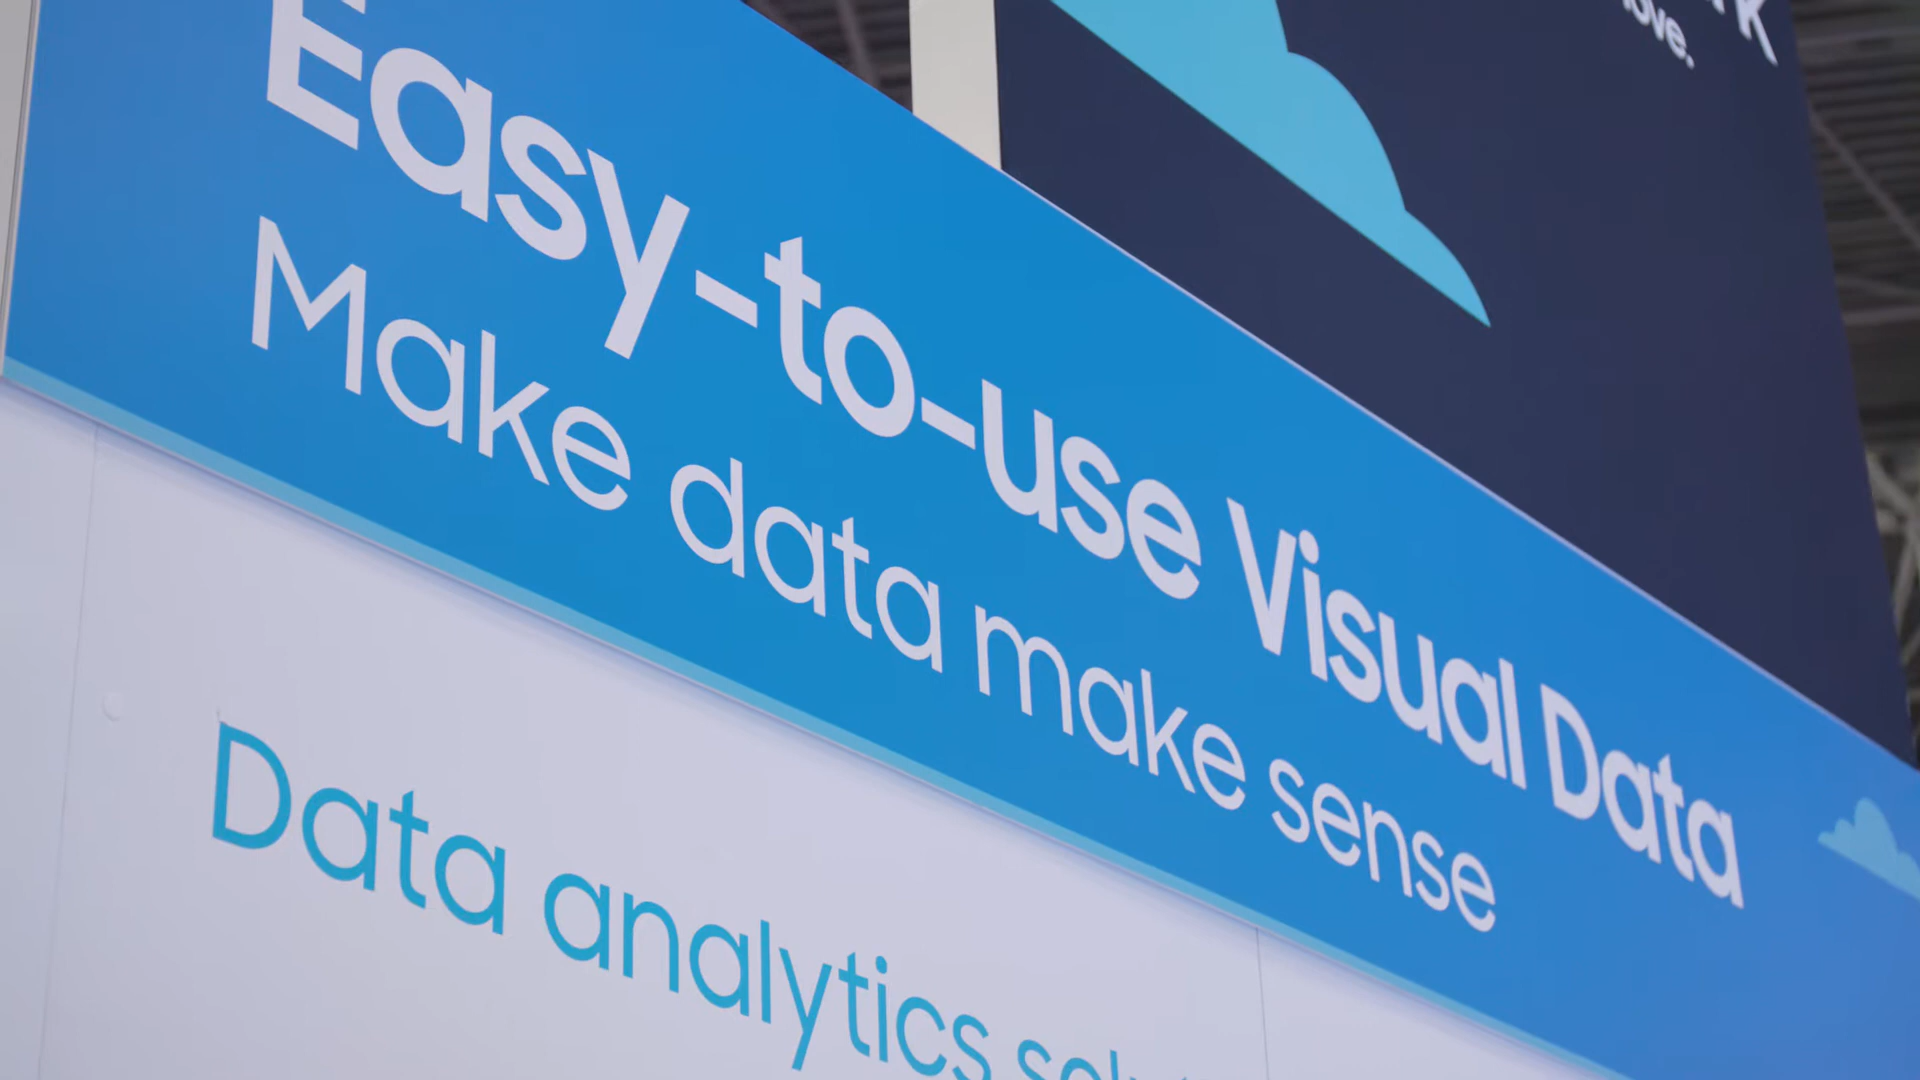 Easy-to-use Visual Data
Make data make sense
Data analytics